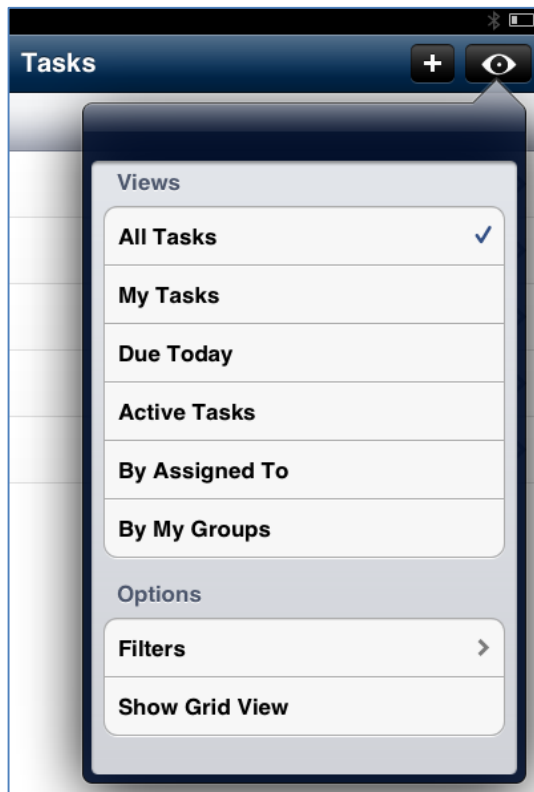 Tasks
Views
All Tasks
My Tasks
Due Today
Active Tasks
By Assigned To
By My Groups
Options
Filters
Show Grid View